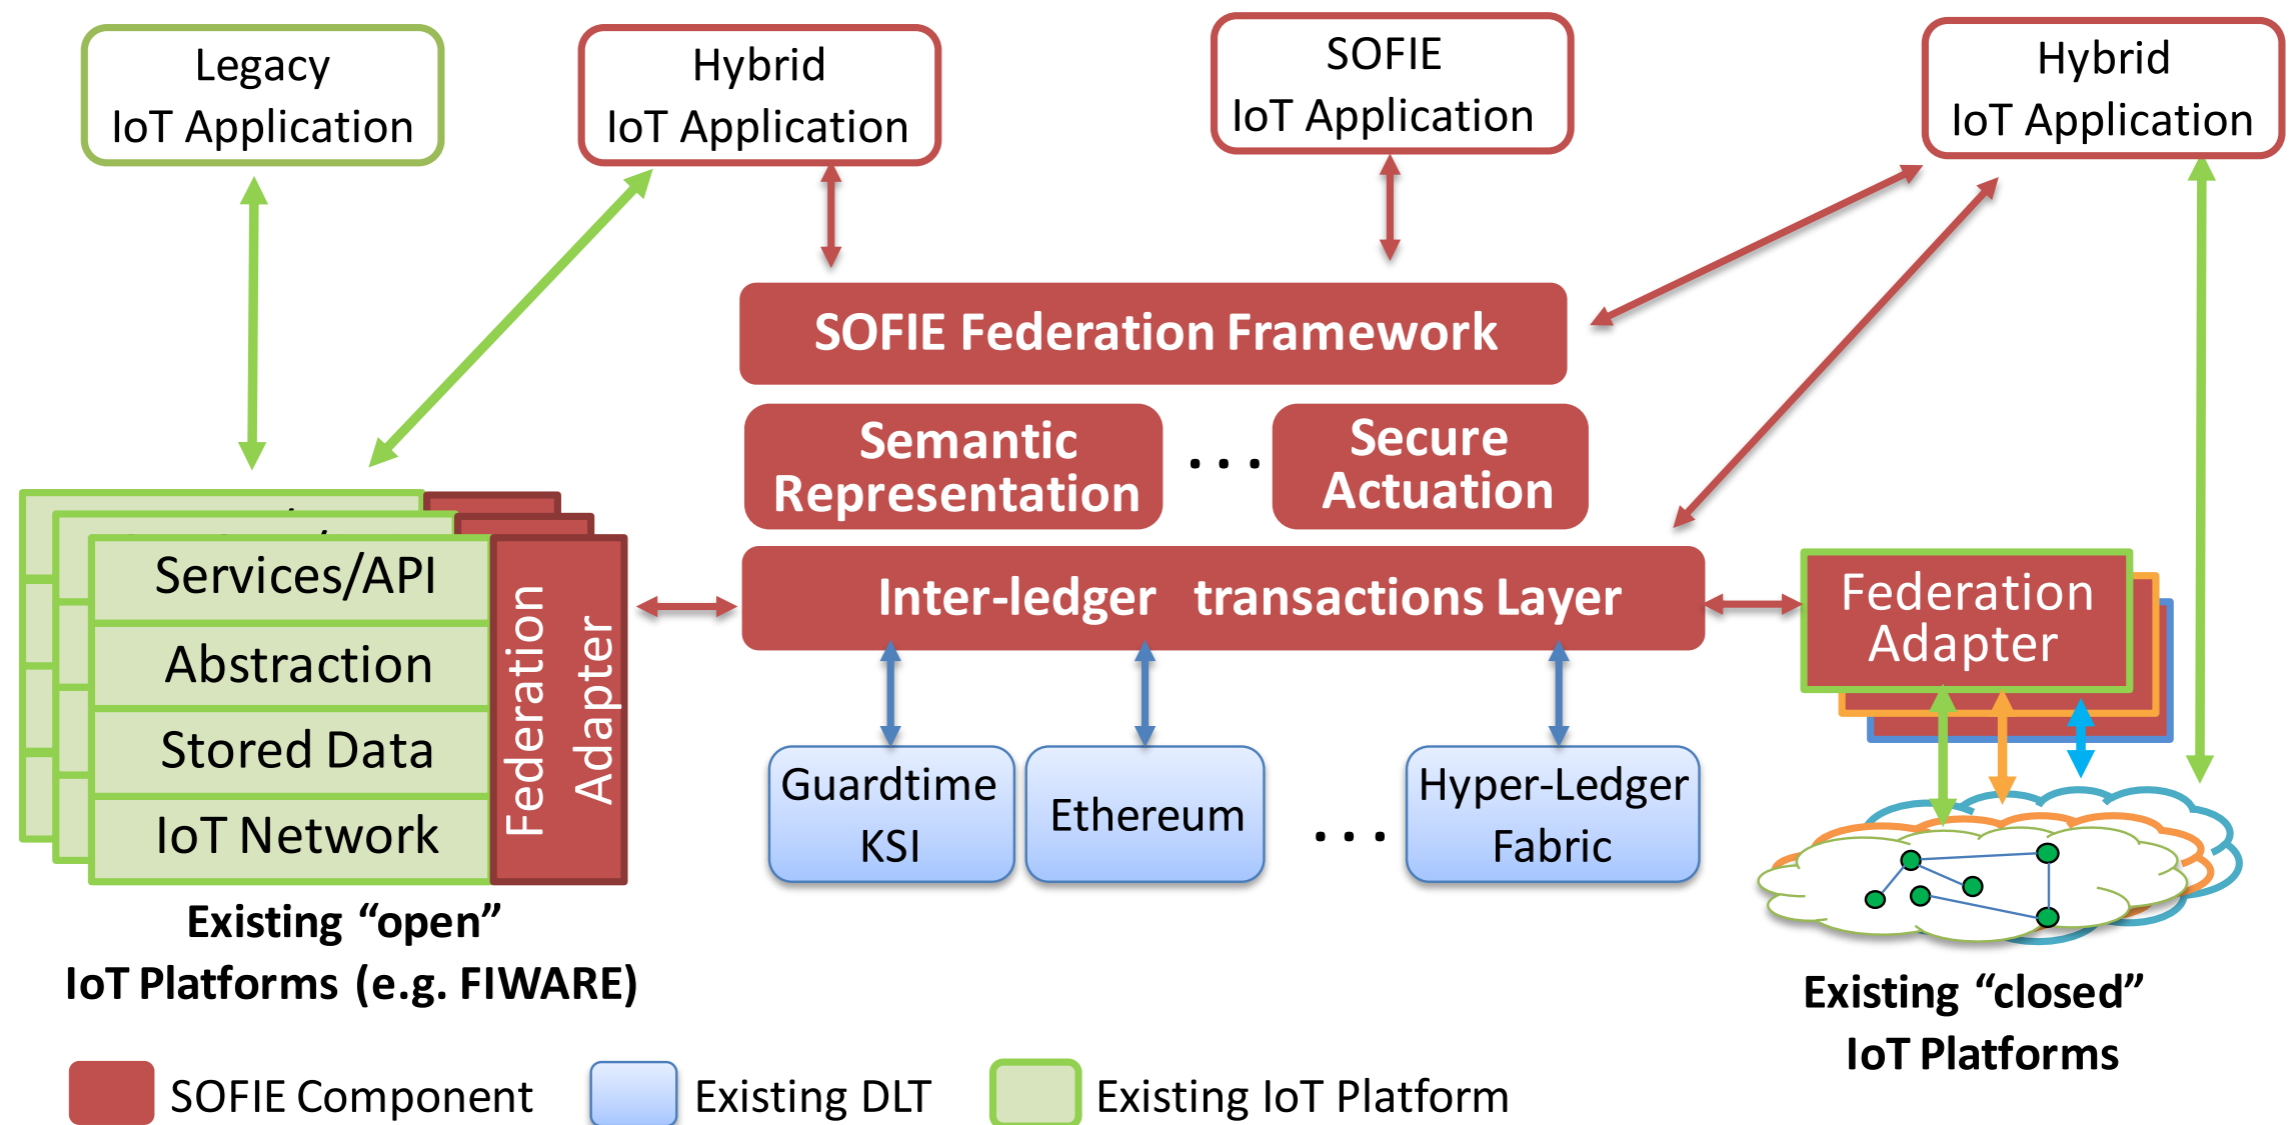 Legacy
IoT Application
Hybrid
IoT Application
SOFIE
IoT Application
Hybrid
IoT Application
SOFIE Federation Framework
Semantic
Representation
...
Secure
Actuation
Services/API
Abstraction
Stored Data
IoT Network
Federation
Adapter
Inter-ledger transactions Layer
Federation
Adapter
Guardtime
KSI
Ethereum
...
Hyper-Ledger
Fabric
Existing “open”
IoT Platforms (e.g. FIWARE)
Existing “closed”
IoT Platforms
SOFIE Component
Existing DLT
Existing IoT Platform